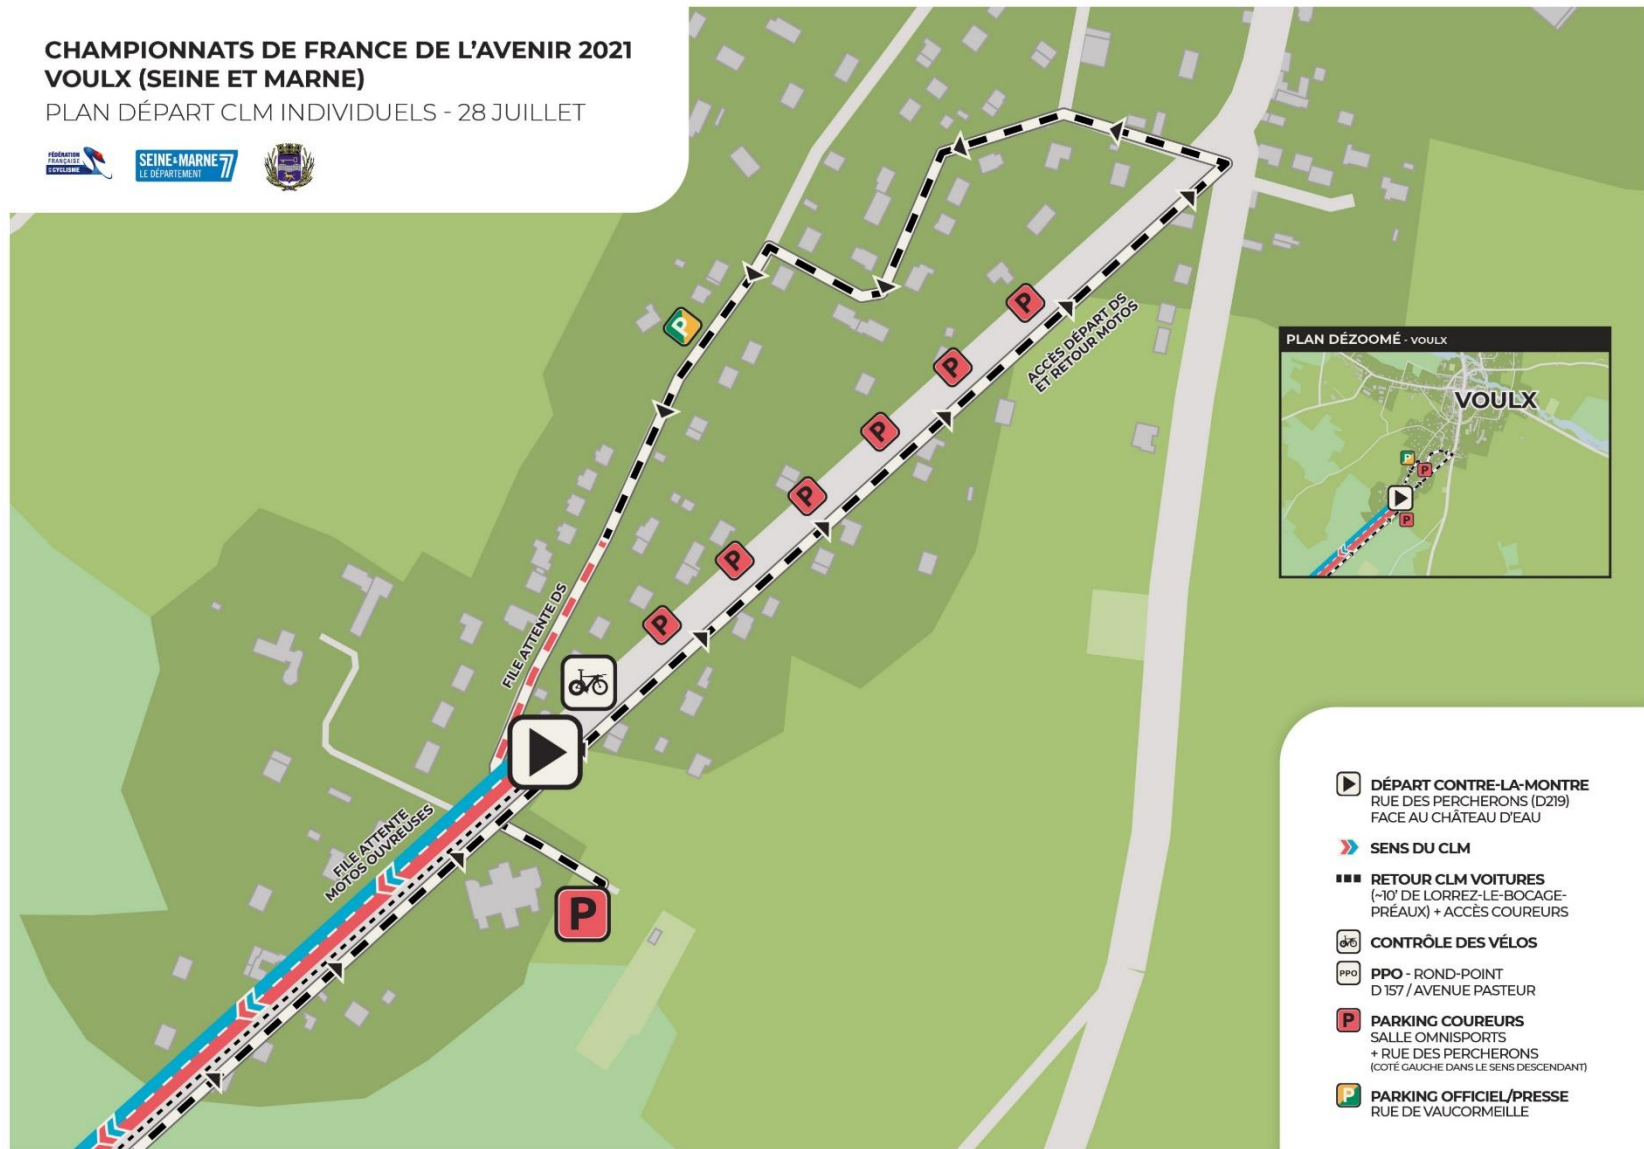 CHAMPIONNATS DE FRANCE DE L'AVENIR 2021
VOULX (SEINE ET MARNE)
PLAN DÉPART CLM INDIVIDUELS - 28 JUILLET
FÉDÉRATION
FRANÇAISE
DE CYCLISME
SEINE&MARNE 77
LE DÉPARTEMENT
P
P
P
P
P
P
P
P
ACCÈS DÉPART DS
ET RETOUR MOTOS
FILE ATTENTE DS
FILE ATTENTE
MOTOS OUVREUSES
PLAN DÉZOOMÉ - VOULX
VOULX
P
P
P
DÉPART CONTRE-LA-MONTRE
RUE DES PERCHERONS (D219)
FACE AU CHÂTEAU D'EAU
SENS DU CLM
RETOUR CLM VOITURES
(~10' DE LORREZ-LE-BOCAGE-
PRÉAUX) + ACCÈS COUREURS
CONTRÔLE DES VÉLOS
PPO
PPO - ROND-POINT
D 157 / AVENUE PASTEUR
P
PARKING COUREURS
SALLE OMNISPORTS
+ RUE DES PERCHERONS
(COTÉ GAUCHE DANS LE SENS DESCENDANT)
P
PARKING OFFICIEL/PRESSE
RUE DE VAUCORMEILLE